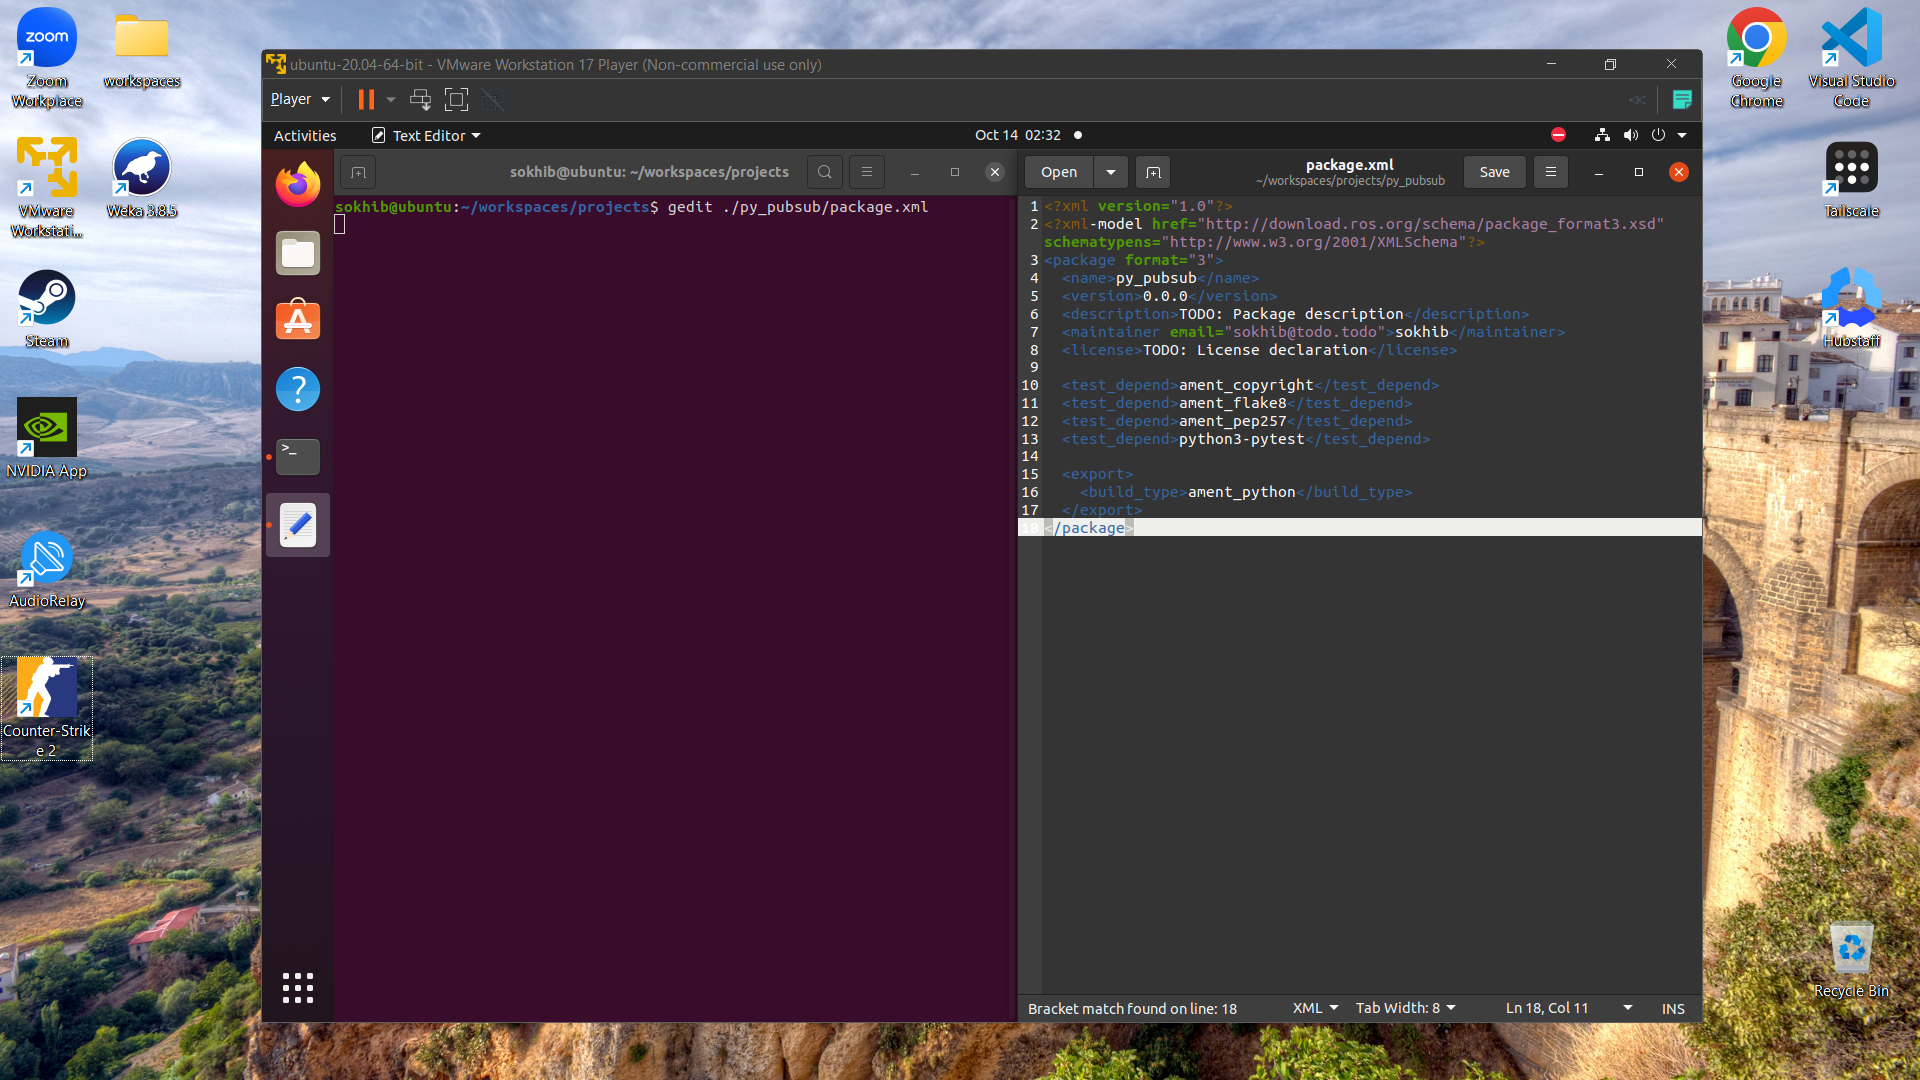 zoom
Zoom
Workplace
workspaces
VMware
Workstati...
Weka 3.8.5
Steam
NVIDIA App
AudioRelay
Counter-Strik
e 2
ubuntu-20.04-64-bit - VMware Workstation 17 Player (Non-commercial use only)
Player
Activities
Text Editor
Oct 14 02:32
sokhib@ubuntu: ~/workspaces/projects
sokhib@ubuntu:~/workspaces/projects$ gedit ./py_pubsub/package.xml
Open
package.xml
~/workspaces/projects/py_pubsub
Save
1 <?xml version="1.0"?>
2 <?xml-model href="http://download.ros.org/schema/package_format3.xsd"
schematypens="http://www.w3.org/2001/XMLSchema"?>
3 <package format="3">
4   <name>py_pubsub</name>
5   <version>0.0.0</version>
6   <description>TODO: Package description</description>
7   <maintainer email="sokhib@todo.todo">sokhib</maintainer>
8   <license>TODO: License declaration</license>
9
10   <test_depend>ament_copyright</test_depend>
11   <test_depend>ament_flake8</test_depend>
12   <test_depend>ament_pep257</test_depend>
13   <test_depend>python3-pytest</test_depend>
14
15   <export>
16     <build_type>ament_python</build_type>
17   </export>
18 </package>
Bracket match found on line: 18
XML
Tab Width: 8
Ln 18, Col 11
INS
Google
Chrome
Visual Studio
Code
Tailscale
Hubstaff
Recycle Bin